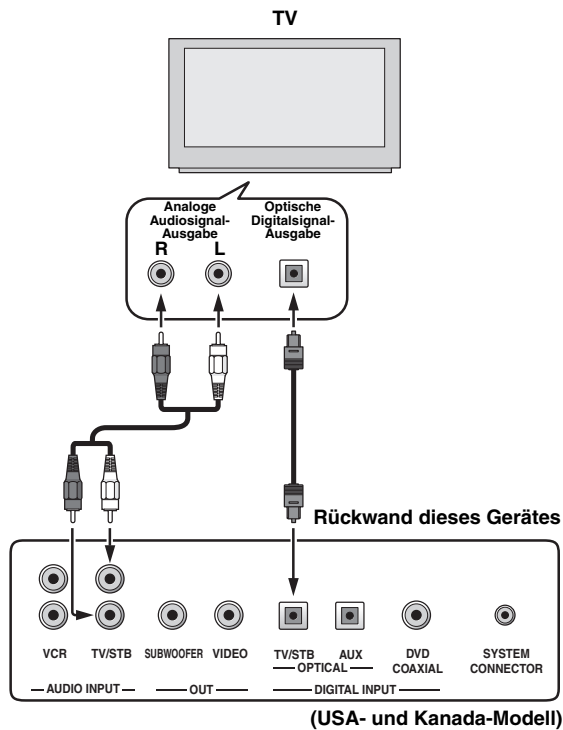 TV
Analoge
Audiosignal-
Ausgabe
R L
Optische
Digitalsignal-
Ausgabe
Rückwand dieses Gerätes
VCR TV/STB SUBWOOFER VIDEO TV/STB AUX DVD SYSTEM
OPTICAL COAXIAL CONNECTOR
AUDIO INPUT OUT DIGITAL INPUT
(USA- und Kanada-Modell)